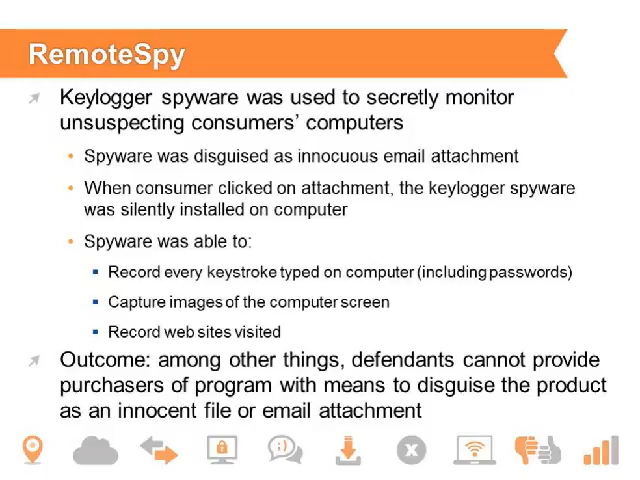 RemoteSpy
Keylogger spyware was used to secretly monitor
unsuspecting consumers' computers
Spyware was disguised as innocuous email attachment
When consumer clicked on attachment, the keylogger spyware
was silently installed on computer
Spyware was able to:
Record every keystroke typed on computer (including passwords)
Capture images of the computer screen
Record web sites visited
Outcome: among other things, defendants cannot provide
purchasers of program with means to disguise the product
as an innocent file or email attachment